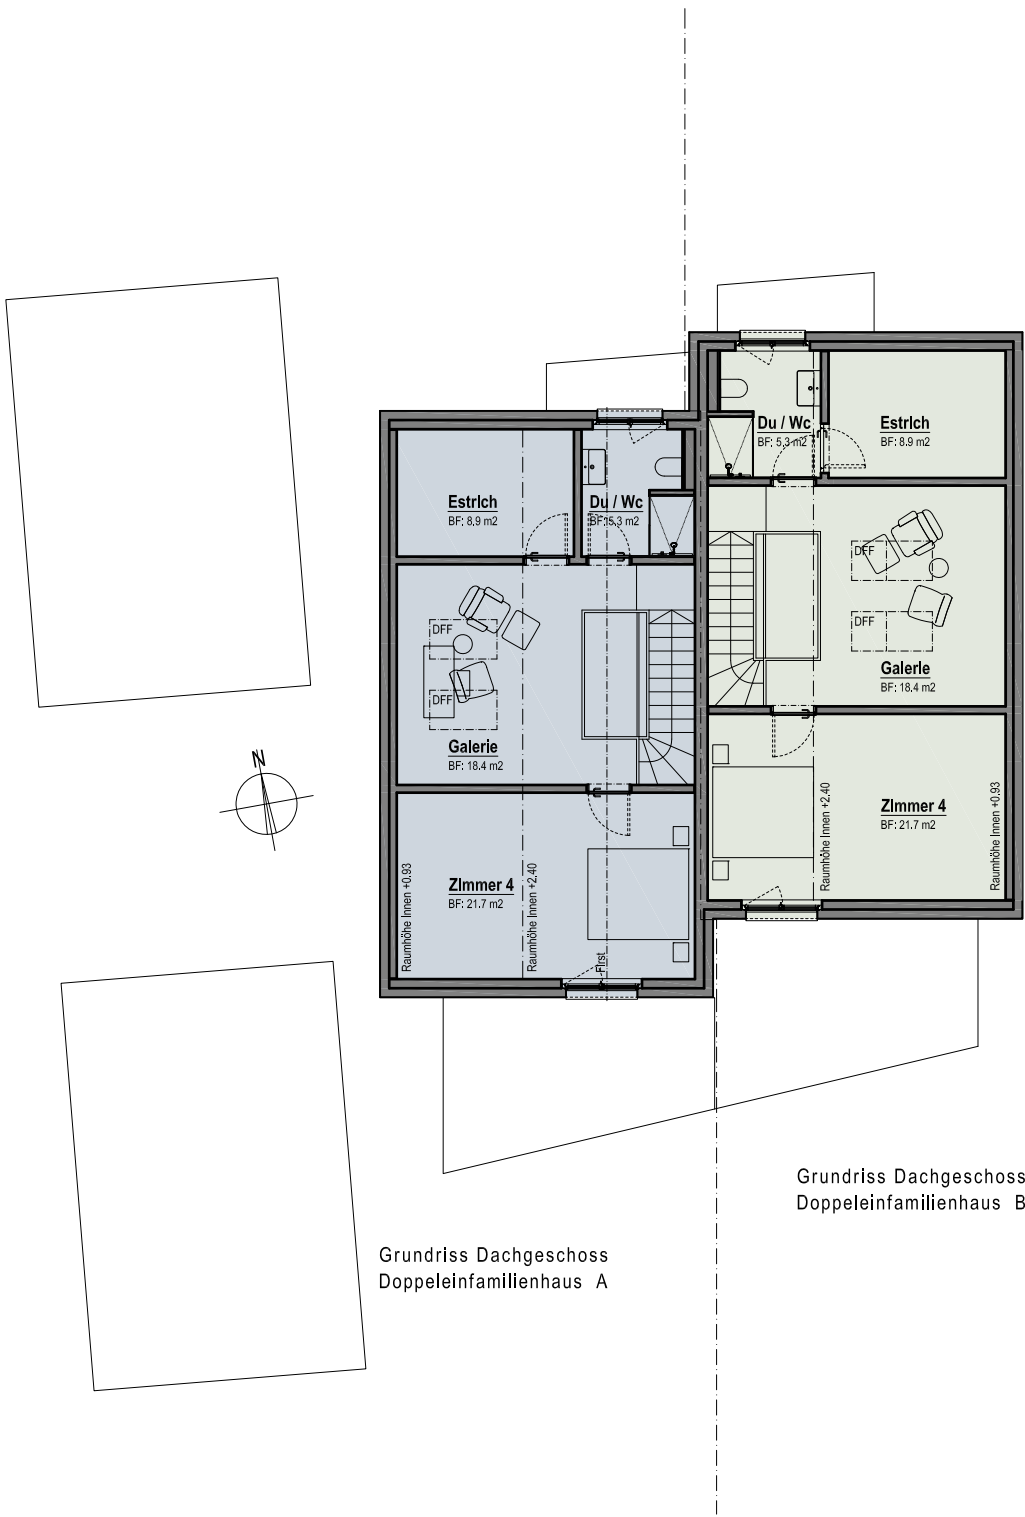 Du / Wc
BF: 5,3 m2
Estrich
BF: 8.9 m2
DFF
DFF
Galerie
BF: 18.4 m2
Zimmer 4
BF: 21.7 m2
Raumhöhe Innen +2.40
Raumhöhe Innen +0.93
Estrich
BF: 8,9 m2
Du / Wc
BF: 5.3 m2
DFF
DFF
Galerie
BF: 18.4 m2
N
Zimmer 4
BF: 21.7 m2
Raumhöhe Innen +0.93
Raumhöhe Innen +2.40
First
Grundriss Dachgeschoss
Doppeleinfamilienhaus B
Grundriss Dachgeschoss
Doppeleinfamilienhaus A